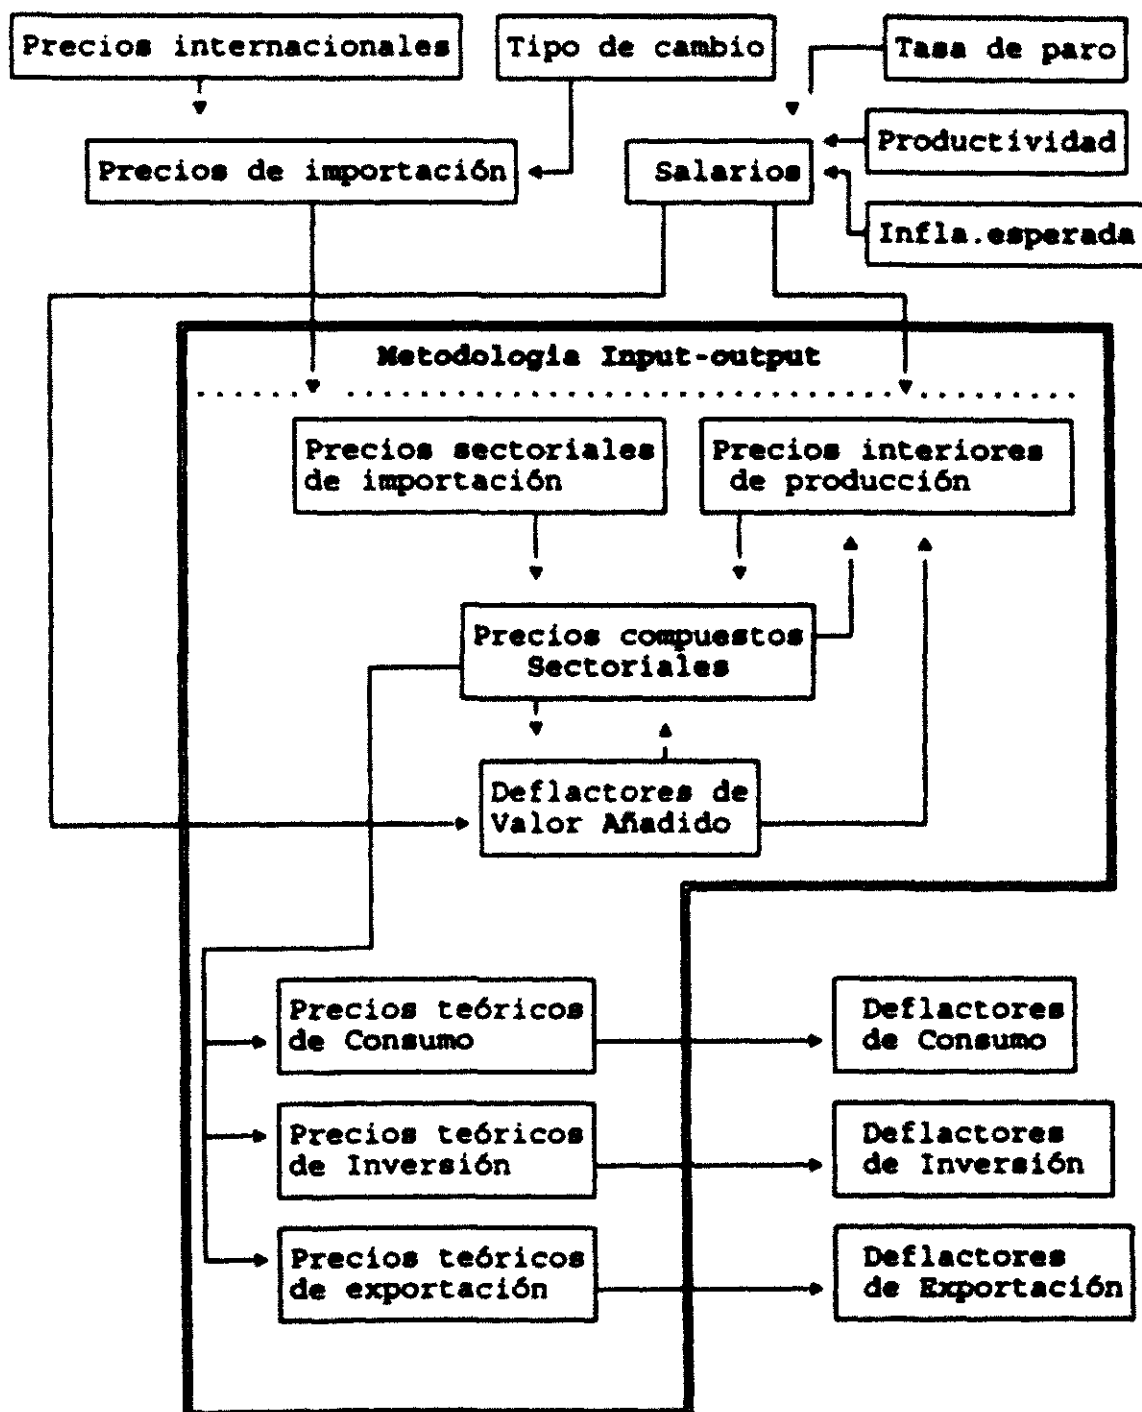 Precios internacionales
Tipo de cambio
Tasa de paro
Productividad
Precios de importación
Salarios
Infla.esperada
Metodologia Input-output
Precios sectoriales
de importación
Precios interiores
de producción
Precios compuestos
Sectoriales
Deflactores de
Valor Añadido
Precios teóricos
de Consumo
Deflactores
de Consumo
Precios teóricos
de Inversión
Deflactores
de Inversión
Precios teóricos
de exportación
Deflactores
de Exportación